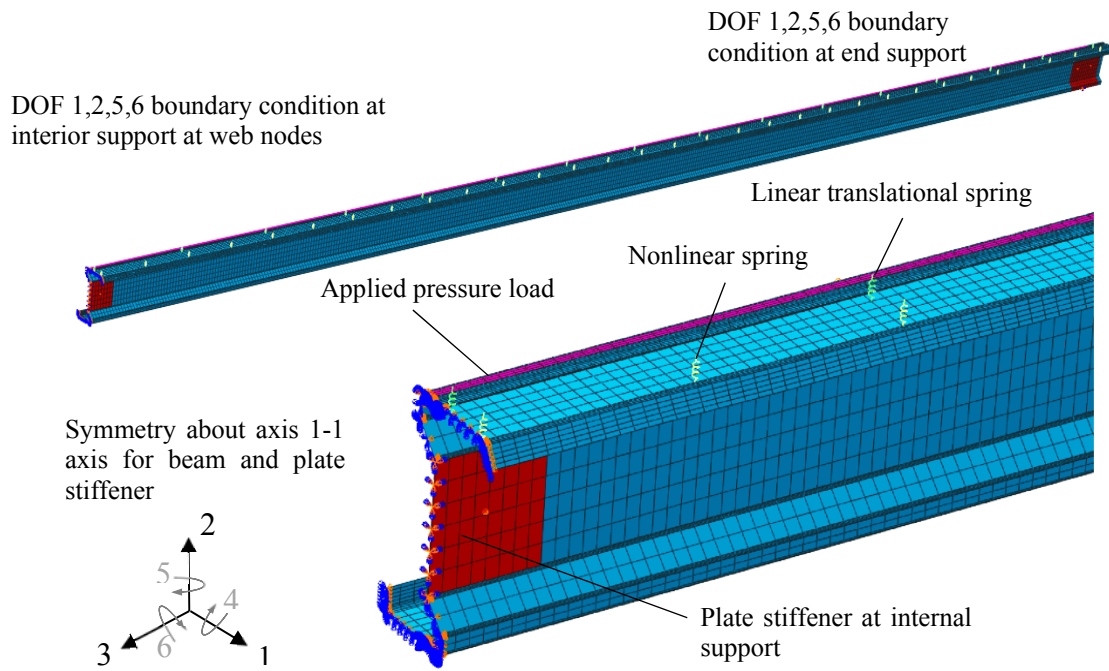 DOF 1,2,5,6 boundary
condition at end support
DOF 1,2,5,6 boundary condition at
interior support at web nodes
Linear translational spring
Nonlinear spring
Applied pressure load
Symmetry about axis 1-1
axis for beam and plate
stiffener
2
5
4
6
3
1
Plate stiffener at internal
support